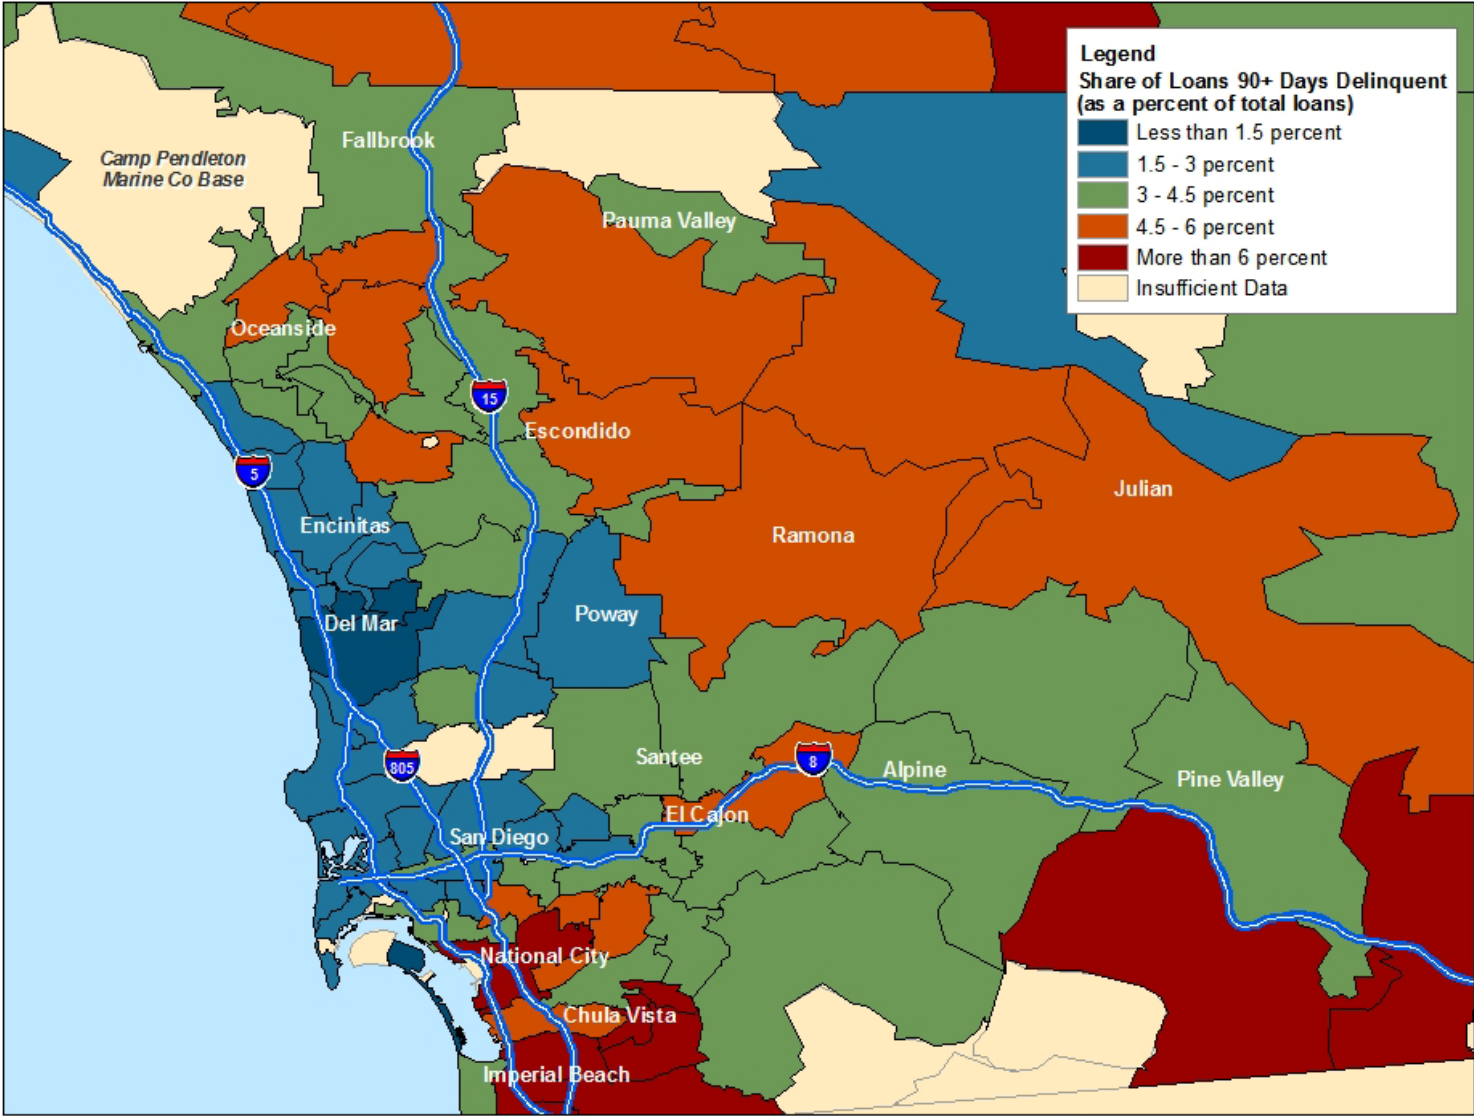 Legend
Share of Loans 90+ Days Delinquent
(as a percent of total loans)
Less than 1.5 percent
1.5 - 3 percent
3 - 4.5 percent
4.5 - 6 percent
More than 6 percent
Insufficient Data
Fallbrook
Camp Pendleton
Marine Co Base
Pauma Valley
Oceanside
15
Escondido
5
Julian
Encinitas
Ramona
Poway
Del Mar
Santee
805
8
Alpine
Pine Valley
El Cajon
San Diego
National City
Chula Vista
Imperial Beach